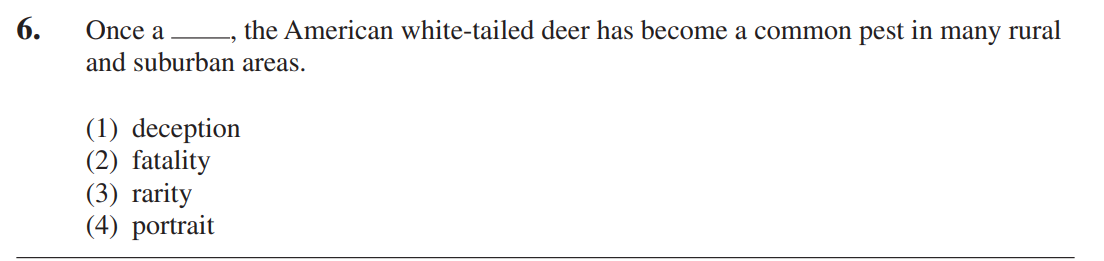 6. Once a _____, the American white-tailed deer has become a common pest in many rural
and suburban areas.
(1) deception
(2) fatality
(3) rarity
(4) portrait